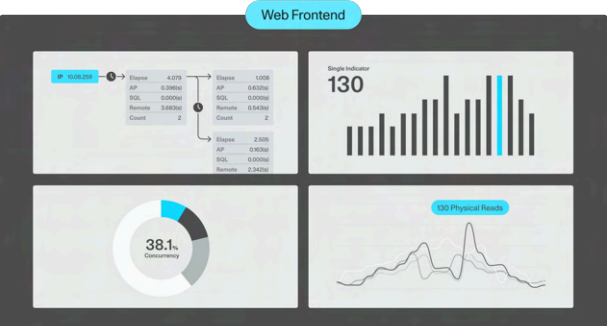 Web Frontend
IP 10.08.258
Elapse 4.079
AP 0.396(s)
SQL 0.000(s)
Remote 3.683(s)
Count 2
Elapse 1.008
AP 0.632(s)
SQL 0.000(s)
Remote 0.543(s)
Count 2
Elapse 2.505
AP 0.163(s)
SQL 0.000(s)
Remote 2.342(s)
Single Indicator
130
38.1%
Concurrency
130 Physical Reads